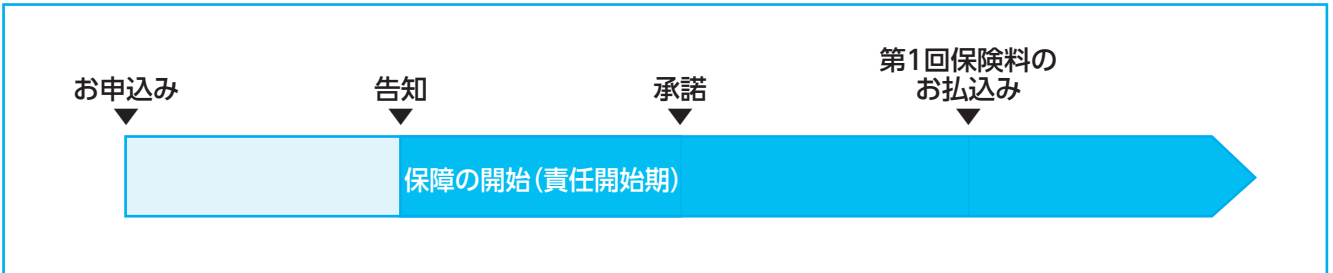 お申込み
告知
承諾
第1回保険料の
お払込み
保障の開始（責任開始期）